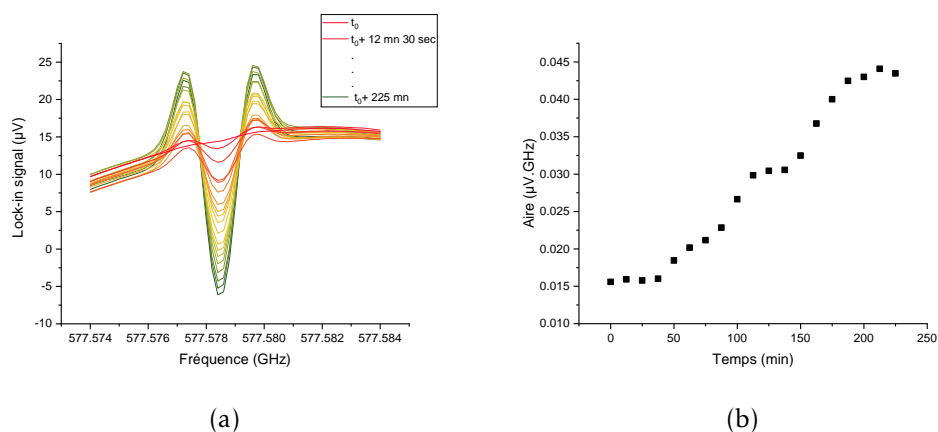 t0
t0+ 12 mn 30 sec
.
.
.
t0+ 225 mn
25
20
15
10
5
0
-5
-10
Lock-in signal (µV)
577.574 577.576 577.578 577.580 577.582 577.584
Fréquence (GHz)
(a)
0.045
0.040
0.035
0.030
0.025
0.020
0.015
0.010
Aire (µV.GHz)
0 50 100 150 200 250
Temps (min)
(b)